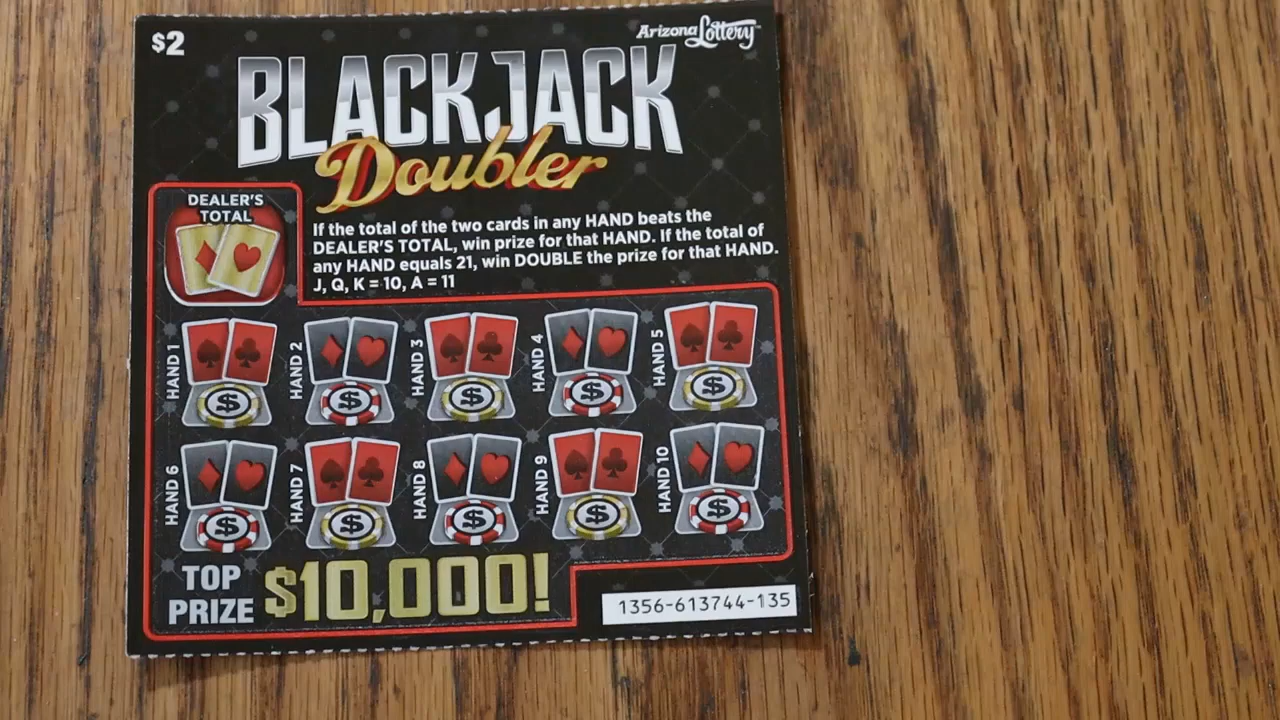 $2
Arizona Lottery™
BLACKJACK
Doubler
DEALER'S
TOTAL
If the total of the two cards in any HAND beats the
DEALER'S TOTAL, win prize for that HAND. If the total of
any HAND equals 21, win DOUBLE the prize for that HAND.
J, Q, K = 10, A = 11
HAND 1
$
HAND 2
$
HAND 3
$
HAND 4
$
HAND 5
$
HAND 6
$
HAND 7
$
HAND 8
$
HAND 9
$
HAND 10
$
TOP
PRIZE
$10,000!
1356-613744-135